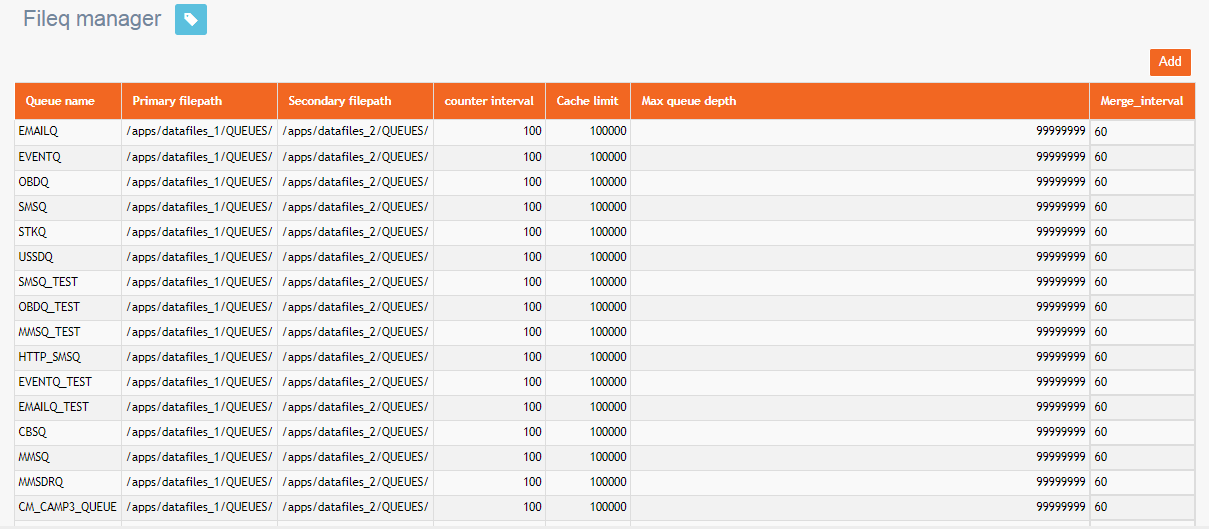 Fileq manager
Add
Queue name Primary filepath Secondary filepath counter interval Cache limit Max queue depth Merge_interval
EMAILQ /apps/datafiles_1/QUEUES/ /apps/datafiles_2/QUEUES/ 100 100000 99999999 60
EVENTQ /apps/datafiles_1/QUEUES/ /apps/datafiles_2/QUEUES/ 100 100000 99999999 60
OBDQ /apps/datafiles_1/QUEUES/ /apps/datafiles_2/QUEUES/ 100 100000 99999999 60
SMSQ /apps/datafiles_1/QUEUES/ /apps/datafiles_2/QUEUES/ 100 100000 99999999 60
STKQ /apps/datafiles_1/QUEUES/ /apps/datafiles_2/QUEUES/ 100 100000 99999999 60
USSDQ /apps/datafiles_1/QUEUES/ /apps/datafiles_2/QUEUES/ 100 100000 99999999 60
SMSQ_TEST /apps/datafiles_1/QUEUES/ /apps/datafiles_2/QUEUES/ 100 100000 99999999 60
OBDQ_TEST /apps/datafiles_1/QUEUES/ /apps/datafiles_2/QUEUES/ 100 100000 99999999 60
MMSQ_TEST /apps/datafiles_1/QUEUES/ /apps/datafiles_2/QUEUES/ 100 100000 99999999 60
HTTP_SMSQ /apps/datafiles_1/QUEUES/ /apps/datafiles_2/QUEUES/ 100 100000 99999999 60
EVENTQ_TEST /apps/datafiles_1/QUEUES/ /apps/datafiles_2/QUEUES/ 100 100000 99999999 60
EMAILQ_TEST /apps/datafiles_1/QUEUES/ /apps/datafiles_2/QUEUES/ 100 100000 99999999 60
CBSQ /apps/datafiles_1/QUEUES/ /apps/datafiles_2/QUEUES/ 100 100000 99999999 60
MMSQ /apps/datafiles_1/QUEUES/ /apps/datafiles_2/QUEUES/ 100 100000 99999999 60
MMSDRQ /apps/datafiles_1/QUEUES/ /apps/datafiles_2/QUEUES/ 100 100000 99999999 60
CM_CAMP3_QUEUE /apps/datafiles_1/QUEUES/ /apps/datafiles_2/QUEUES/ 100 100000 99999999 60